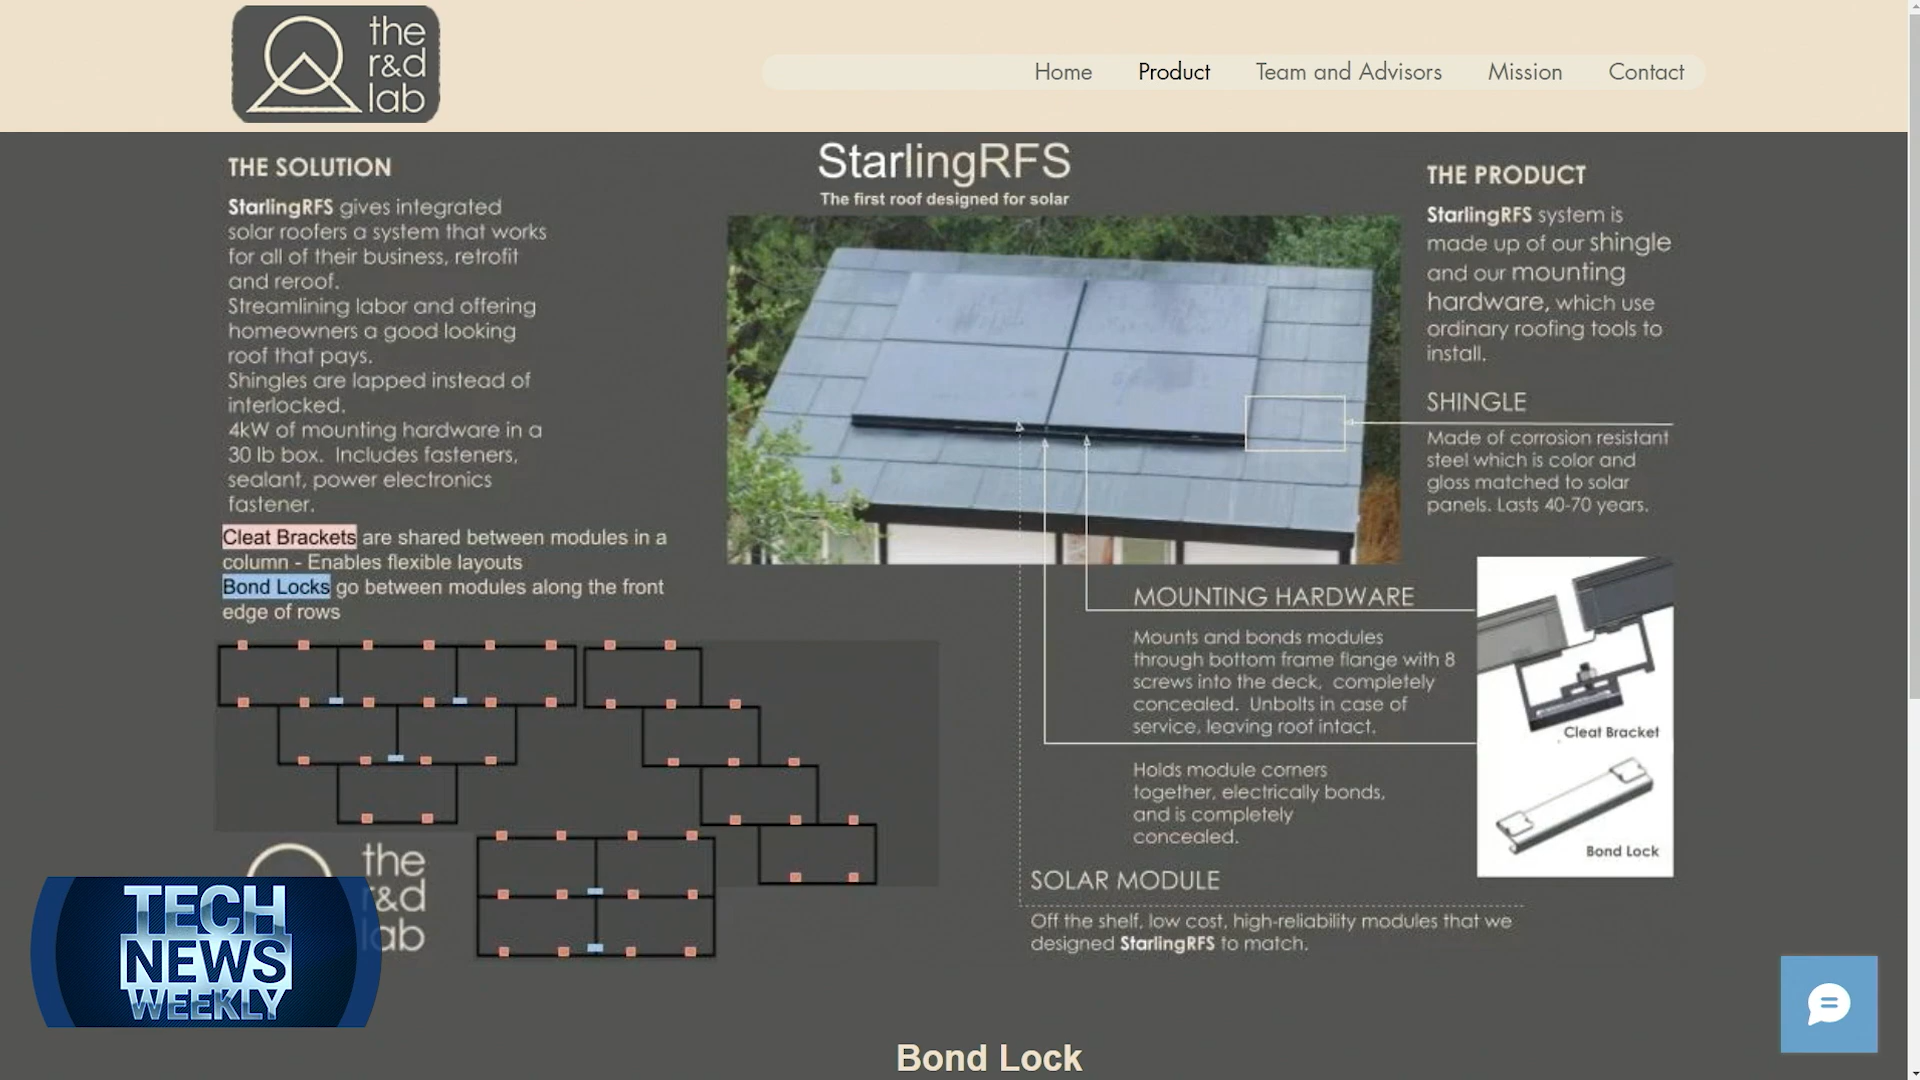 the
r&d
lab
Home
Product
Team and Advisors
Mission
Contact
THE SOLUTION
StarlingRFS gives integrated
solar roofers a system that works
for all of their business, retrofit
and reroof.
Streamlining labor and offering
homeowners a good looking
roof that pays.
Shingles are lapped instead of
interlocked.
4kW of mounting hardware in a
30 lb box. Includes fasteners,
sealant, power electronics
fastener.
Cleat Brackets are shared between modules in a
column - Enables flexible layouts
Bond Locks go between modules along the front
edge of rows
StarlingRFS
The first roof designed for solar
THE PRODUCT
StarlingRFS system is
made up of our shingle
and our mounting
hardware, which use
ordinary roofing tools to
install.
SHINGLE
Made of corrosion resistant
steel which is color and
gloss matched to solar
panels. Lasts 40-70 years.
MOUNTING HARDWARE
Mounts and bonds modules
through bottom frame flange with 8
screws into the deck, completely
concealed. Unbolts in case of
service, leaving roof intact.
Holds module corners
together, electrically bonds,
and is completely
concealed.
Cleat Bracket
Bond Lock
SOLAR MODULE
Off the shelf, low cost, high-reliability modules that we
designed StarlingRFS to match.
the
r&d
lab
TECH
NEWS
WEEKLY
Bond Lock